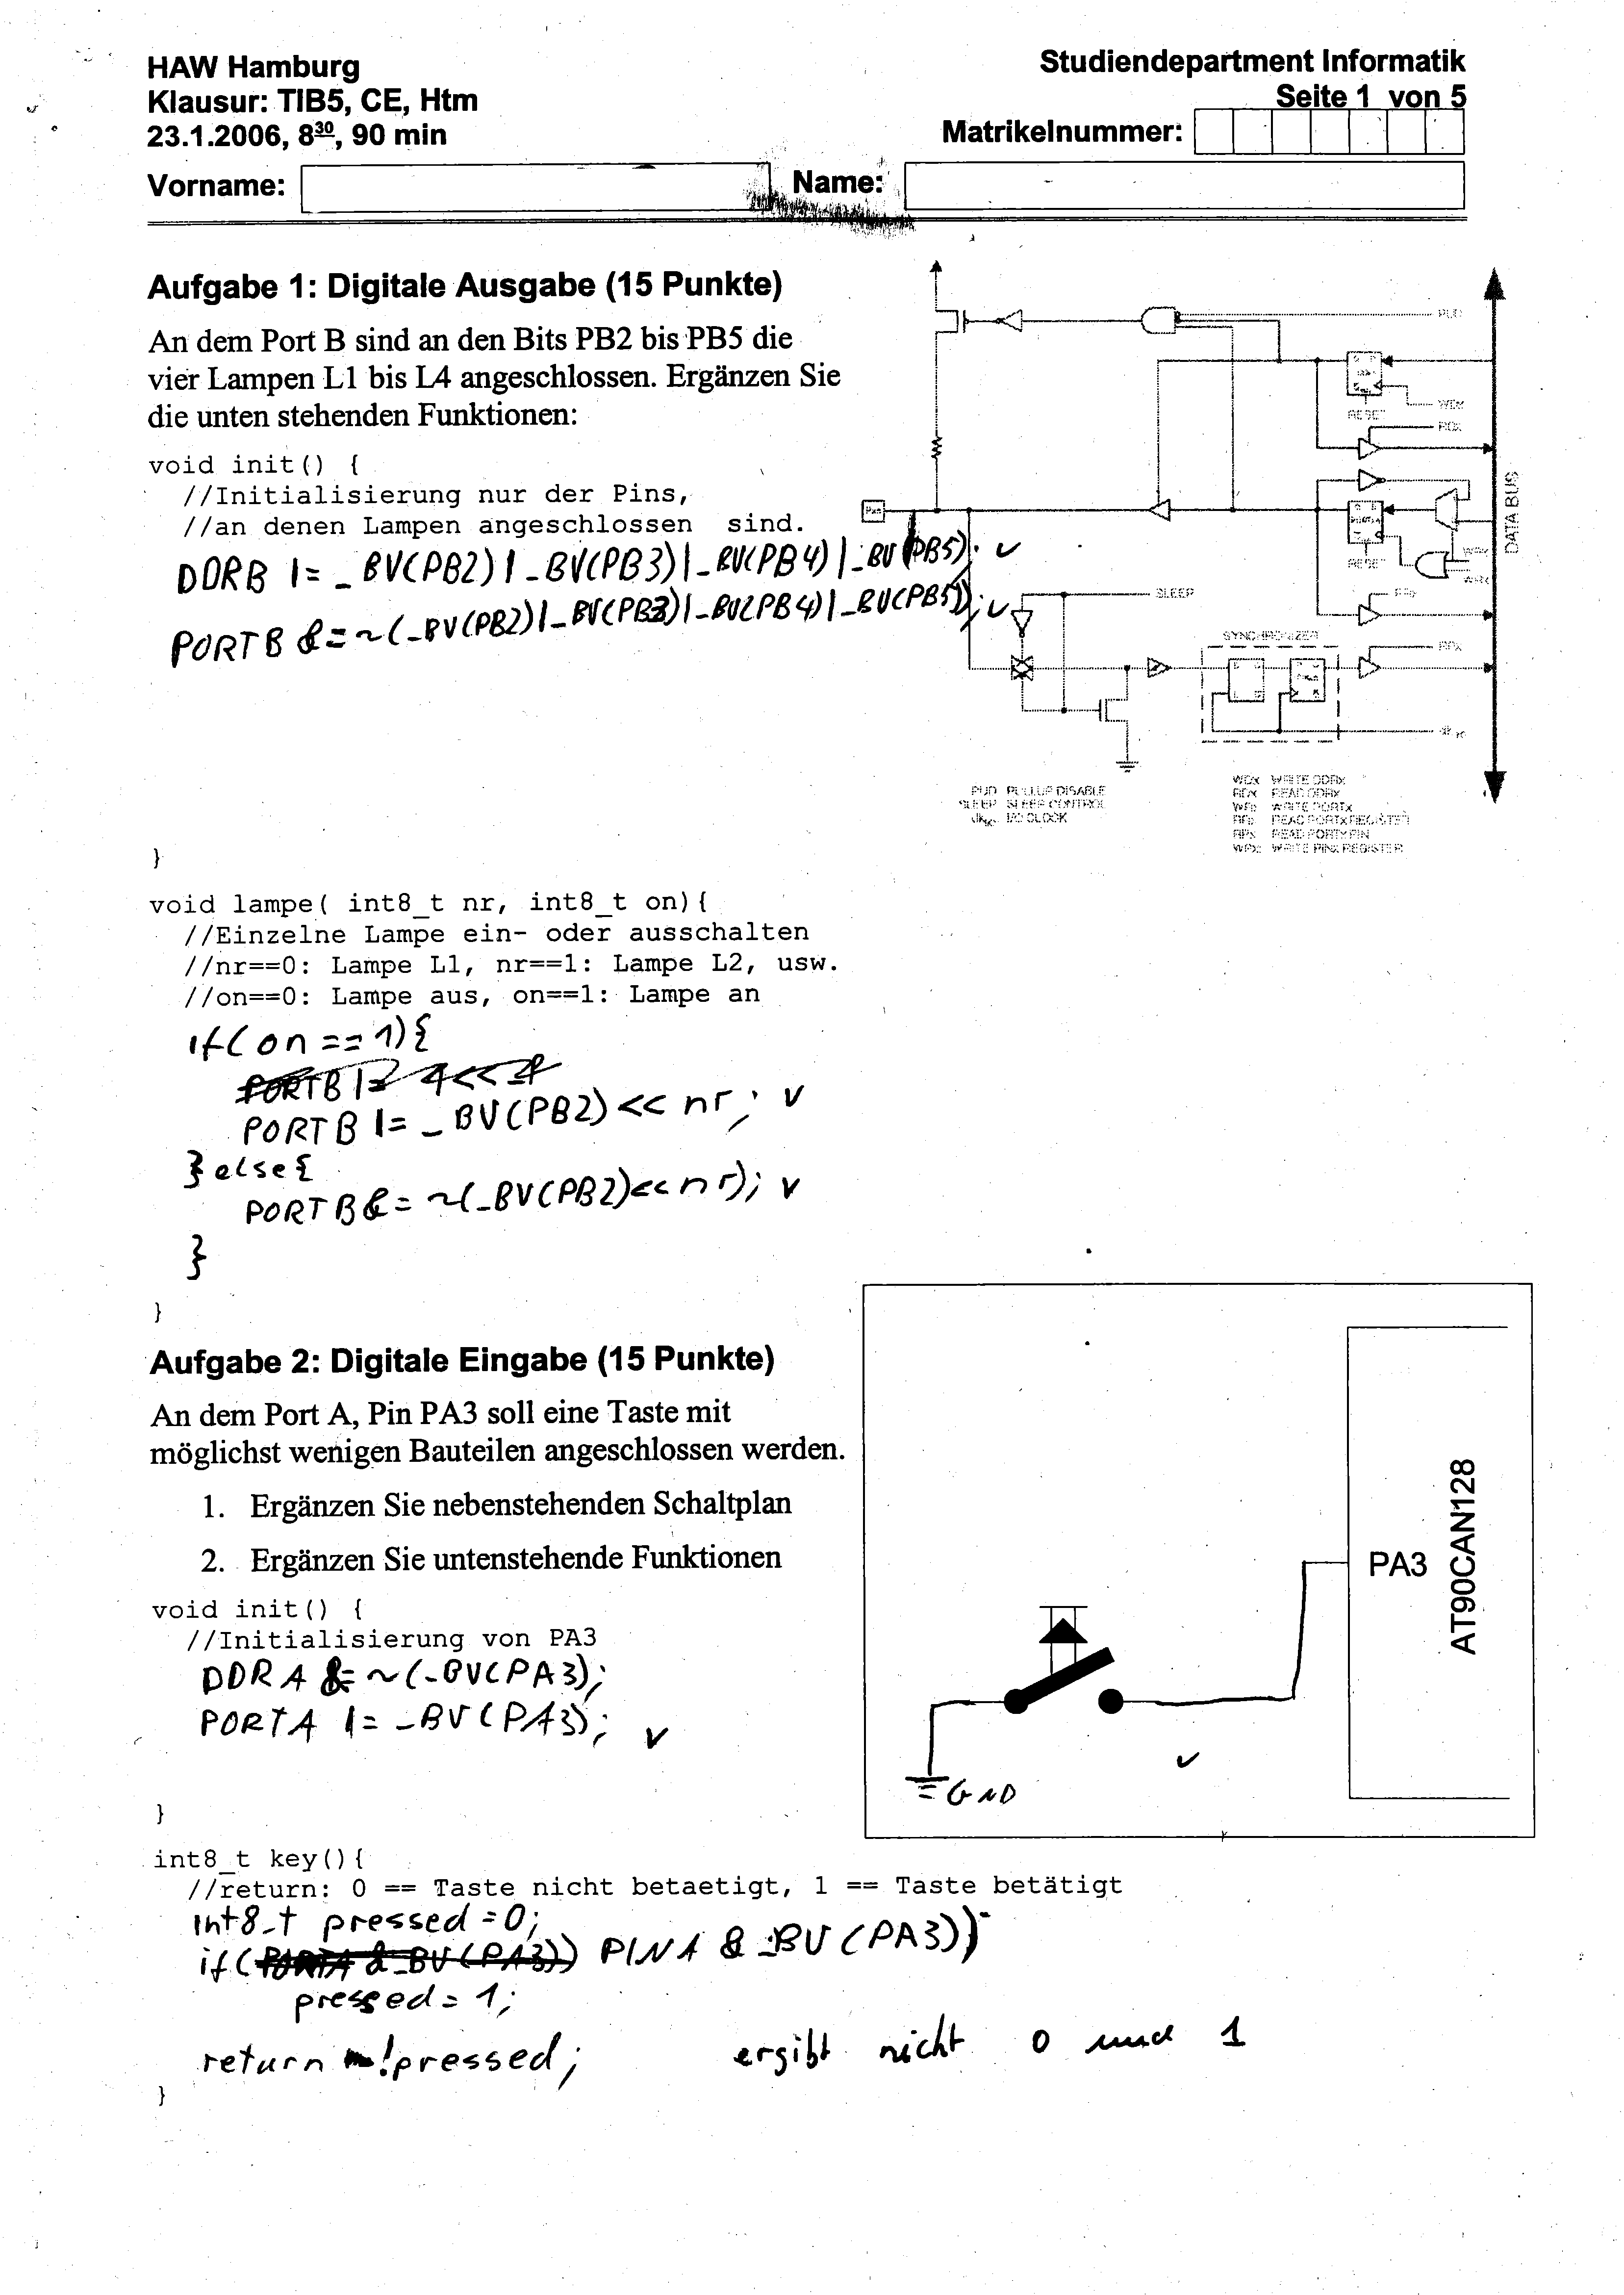 HAW Hamburg
Klausur: TIB5, CE, Htm
23.1.2006, 8³⁰, 90 min
Studiendepartment Informatik
Seite 1 von 5
Matrikelnummer:
Vorname:
Name:
Aufgabe 1: Digitale Ausgabe (15 Punkte)
An dem Port B sind an den Bits PB2 bis PB5 die
vier Lampen L1 bis L4 angeschlossen. Ergänzen Sie
die unten stehenden Funktionen:
void init() {
//Initialisierung nur der Pins,
//an denen Lampen angeschlossen sind.
DDRB |= _BV(PB2) | _BV(PB3) | _BV(PB4) | _BV(PB5); ✓
PORTB &= ~(_BV(PB2) | _BV(PB3) | _BV(PB4) | _BV(PB5)); ✓
}
PUD
RESET
WDx
RDx
Pxn
DATA BUS
RESET
SLEEP
SYNCHRONIZER
RPx
PUD: PULLUP DISABLE
SLEEP: SLEEP CONTROL
clk I/O: I/O CLOCK
WDx: WRITE DDRx
RDx: READ DDRx
WRx: WRITE PORTx
RRx: READ PORTx REGISTER
RPx: READ PORTx PIN
WPx: WRITE PINx REGISTER
void lampe( int8_t nr, int8_t on){
//Einzelne Lampe ein- oder ausschalten
//nr==0: Lampe L1, nr==1: Lampe L2, usw.
//on==0: Lampe aus, on==1: Lampe an
if(on == 1){
PORTB |= _BV(PB2) << nr; ✓
}else{
PORTB &= ~(_BV(PB2)<<nr); ✓
}
}
Aufgabe 2: Digitale Eingabe (15 Punkte)
An dem Port A, Pin PA3 soll eine Taste mit
möglichst wenigen Bauteilen angeschlossen werden.
1. Ergänzen Sie nebenstehenden Schaltplan
2. Ergänzen Sie untenstehende Funktionen
void init() {
//Initialisierung von PA3
DDRA &= ~(_BV(PA3);
PORTA |= _BV(PA3); ✓
}
PA3
AT90CAN128
GND
✓
int8_t key(){
//return: 0 == Taste nicht betaetigt, 1 == Taste betätigt
int8_t pressed = 0;
if(PORTA & _BV(PA3)) PINA & _BV(PA3))
pressed = 1;
return !pressed; ergibt nicht 0 und 1
}